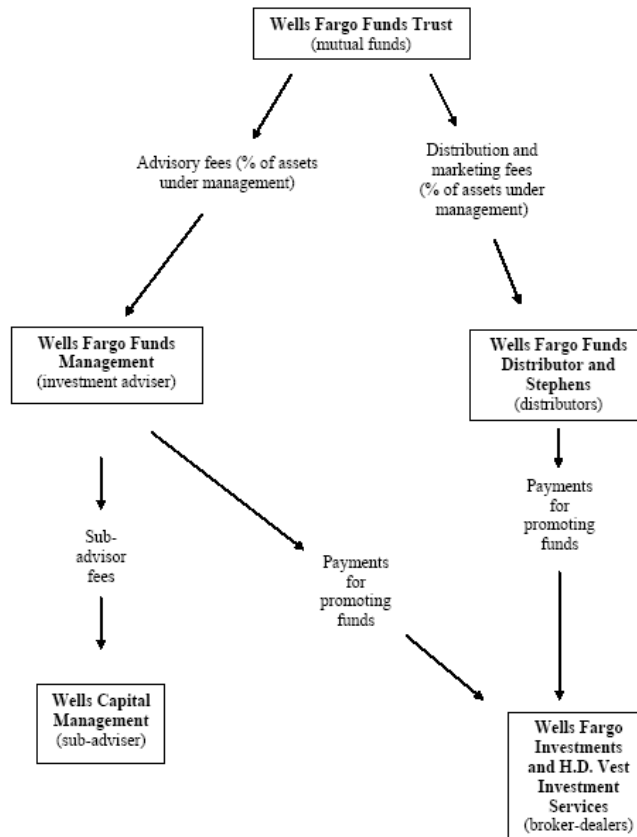 Wells Fargo Funds Trust
(mutual funds)
Advisory fees (% of assets
under management)
Distribution and
marketing fees
(% of assets under
management)
Wells Fargo Funds
Management
(investment adviser)
Wells Fargo Funds
Distributor and
Stephens
(distributors)
Sub-
advisor
fees
Payments
for
promoting
funds
Payments
for
promoting
funds
Wells Capital
Management
(sub-adviser)
Wells Fargo
Investments
and H.D. Vest
Investment
Services
(broker-dealers)